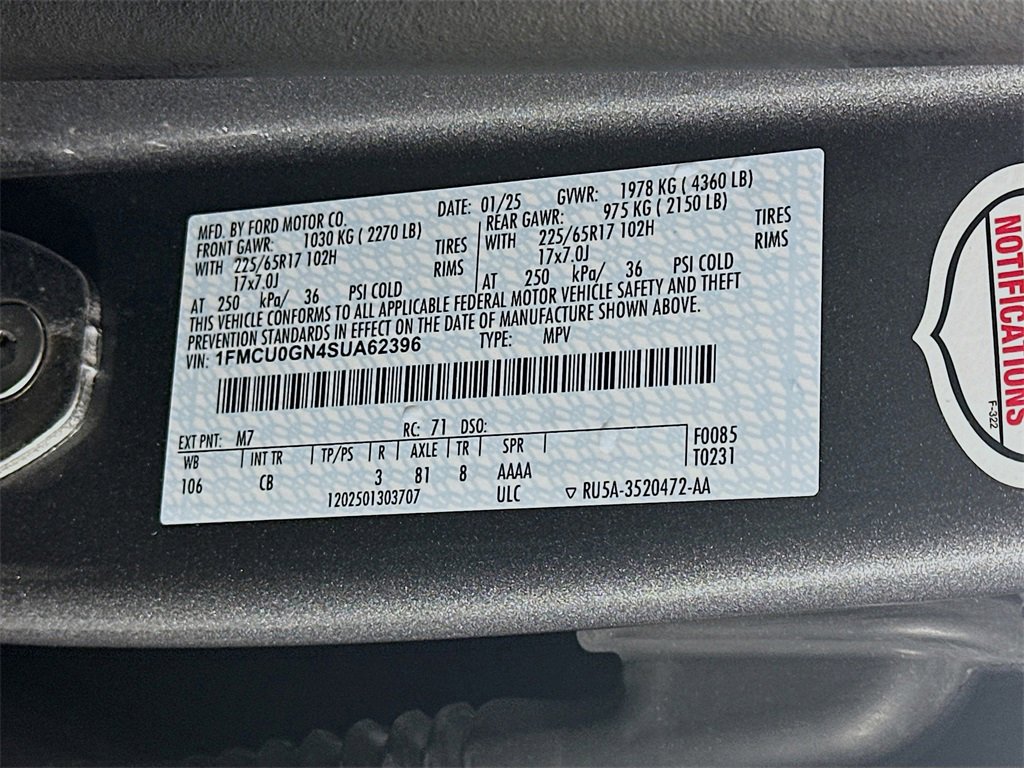 MFD. BY FORD MOTOR CO.
DATE: 01/25 GVWR: 1978 KG ( 4360 LB)
FRONT GAWR: 1030 KG ( 2270 LB) REAR GAWR: 975 KG ( 2150 LB)
WITH 225/65R17 102H TIRES WITH 225/65R17 102H TIRES
17x7.0J RIMS 17x7.0J RIMS
AT 250 kPa/ 36 PSI COLD AT 250 kPa/ 36 PSI COLD
THIS VEHICLE CONFORMS TO ALL APPLICABLE FEDERAL MOTOR VEHICLE SAFETY AND THEFT
PREVENTION STANDARDS IN EFFECT ON THE DATE OF MANUFACTURE SHOWN ABOVE.
VIN: 1FMCU0GN4SUA62396 TYPE: MPV
EXT PNT: M7 RC: 71 DSO:
WB INT TR TP/PS R AXLE TR SPR F0085
106 CB 3 81 8 AAAA T0231
1202501303707 ULC ▽ RU5A-3520472-AA
NOTIFICATIONS
F-322